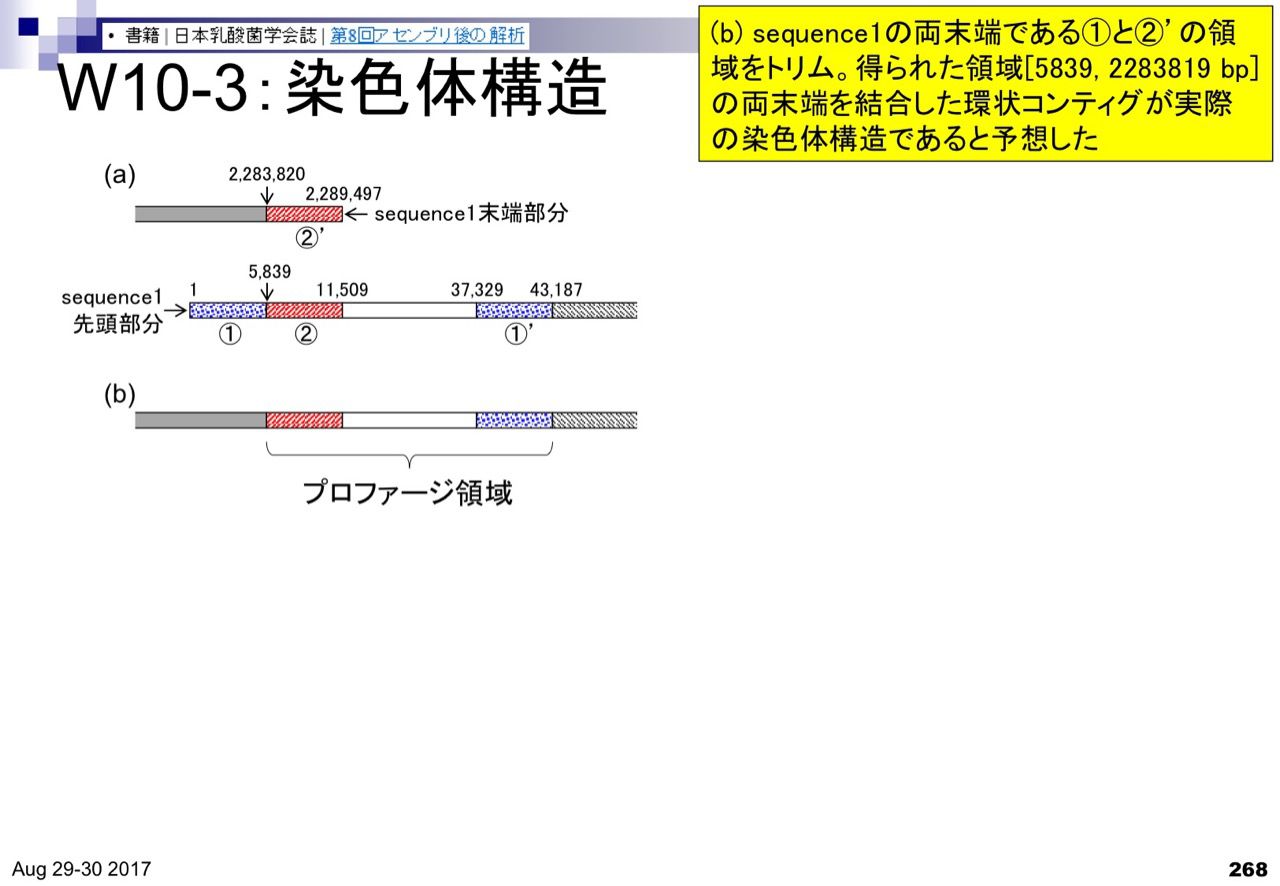 • 書籍 | 日本乳酸菌学会誌 | 第8回アセンブリ後の解析
W10-3：染色体構造
(b) sequence1の両末端である①と②’の領
域をトリム。得られた領域[5839, 2283819 bp]
の両末端を結合した環状コンティグが実際
の染色体構造であると予想した
(a)
2,283,820
2,289,497
sequence1末端部分
②’
5,839
1
11,509
37,329
43,187
sequence1
先頭部分
①
②
①’
(b)
プロファージ領域
Aug 29-30 2017
268